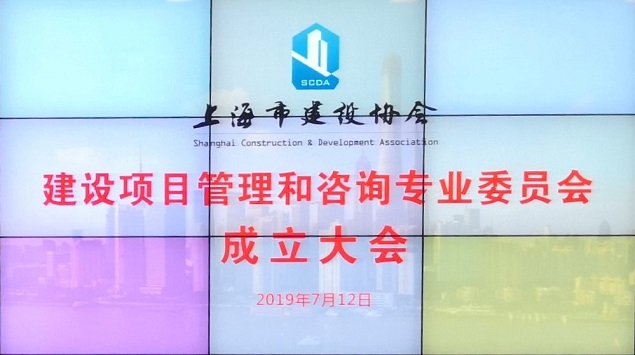 SCDA
上海市建设协会
Shanghai Construction & Development Association
建设项目管理和咨询专业委员会
成立大会
2019年7月12日